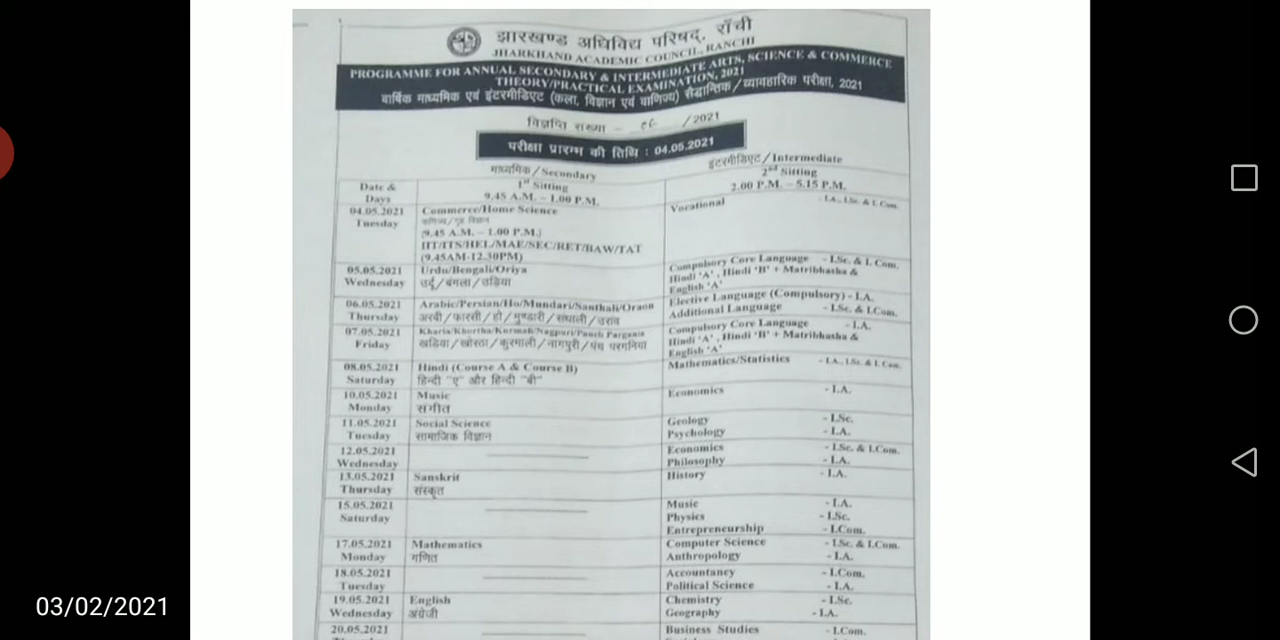 झारखण्ड अधिविद्य परिषद्, राँची
JHARKHAND ACADEMIC COUNCIL, RANCHI
PROGRAMME FOR ANNUAL SECONDARY & INTERMEDIATE ARTS, SCIENCE & COMMERCE
THEORY/PRACTICAL EXAMINATION, 2021
वार्षिक माध्यमिक एवं इंटरमीडिएट (कला, विज्ञान एवं वाणिज्य) सैद्धान्तिक/व्यावहारिक परीक्षा, 2021
विज्ञप्ति संख्या – /2021
परीक्षा प्रारम्भ की तिथि : 04.05.2021
माध्यमिक/Secondary
इंटरमीडिएट/Intermediate
Date & Days
1st Sitting
9.45 A.M. – 1.00 P.M.
2nd Sitting
2.00 P.M. – 5.15 P.M.
04.05.2021
Tuesday
Commerce/Home Science
वाणिज्य/गृह विज्ञान
(9.45 A.M. – 1.00 P.M.)
IIT/ITS/HEL/MAE/SEC/RET/BAW/TAT
(9.45AM-12.30PM)
Vocational - I.A., I.Sc. & I.Com.
05.05.2021
Wednesday
Urdu/Bengali/Oriya
उर्दू/बंगला/उड़िया
Compulsory Core Language - I.Sc. & I. Com.
Hindi 'A', Hindi 'B' + Matribhasha &
English 'A'
06.05.2021
Thursday
Arabic/Persian/Ho/Mundari/Santhali/Oraon
अरबी/फारसी/हो/मुण्डारी/संथाली/उरांव
Elective Language (Compulsory) - I.A.
Additional Language - I.Sc. & I.Com.
07.05.2021
Friday
Kharia/Khortha/Kurmali/Nagpuri/Panch Pargania
खड़िया/खोरठा/कुरमाली/नागपुरी/पंच परगनिया
Compulsory Core Language - I.A.
Hindi 'A', Hindi 'B' + Matribhasha &
English 'A'
08.05.2021
Saturday
Hindi (Course A & Course B)
हिन्दी "ए" और हिन्दी "बी"
Mathematics/Statistics - I.A., I.Sc. & I.Com.
10.05.2021
Monday
Music
संगीत
Economics - I.A.
11.05.2021
Tuesday
Social Science
सामाजिक विज्ञान
Geology - I.Sc.
Psychology - I.A.
12.05.2021
Wednesday
Economics - I.Sc. & I.Com.
Philosophy - I.A.
13.05.2021
Thursday
Sanskrit
संस्कृत
History - I.A.
15.05.2021
Saturday
Music - I.A.
Physics - I.Sc.
Entrepreneurship - I.Com.
17.05.2021
Monday
Mathematics
गणित
Computer Science - I.Sc. & I.Com.
Anthropology - I.A.
18.05.2021
Tuesday
Accountancy - I.Com.
Political Science - I.A.
19.05.2021
Wednesday
English
अंग्रेजी
Chemistry - I.Sc.
Geography - I.A.
20.05.2021
Business Studies - I.Com.
03/02/2021